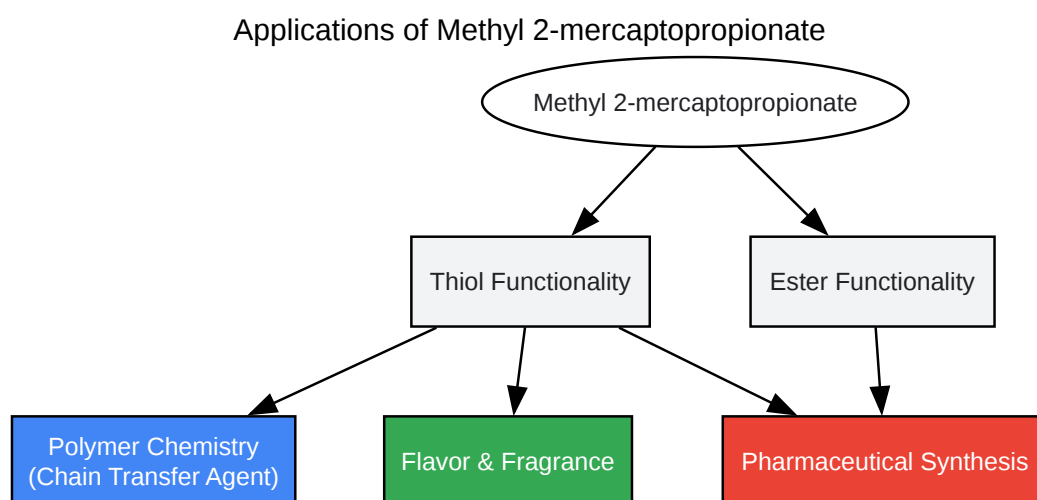 Applications of Methyl 2-mercaptopropionate
Methyl 2-mercaptopropionate
Thiol Functionality
Ester Functionality
Polymer Chemistry
(Chain Transfer Agent)
Flavor & Fragrance
Pharmaceutical Synthesis